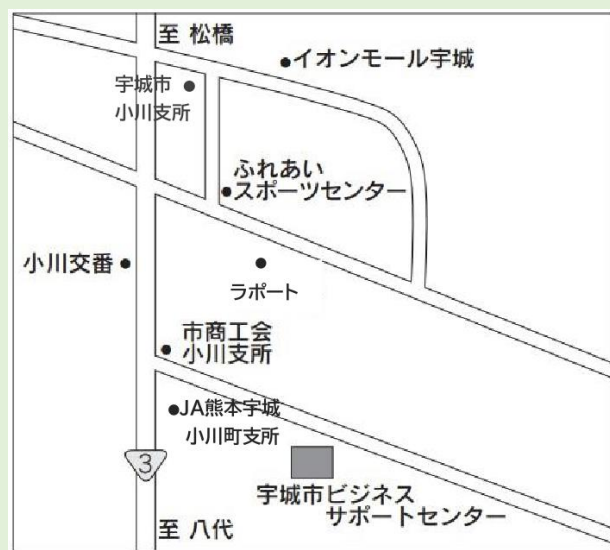 至 松橋
イオンモール宇城
宇城市
小川支所
ふれあい
スポーツセンター
小川交番
ラポート
市商工会
小川支所
JA熊本宇城
小川町支所
3
宇城市ビジネス
サポートセンター
至 八代